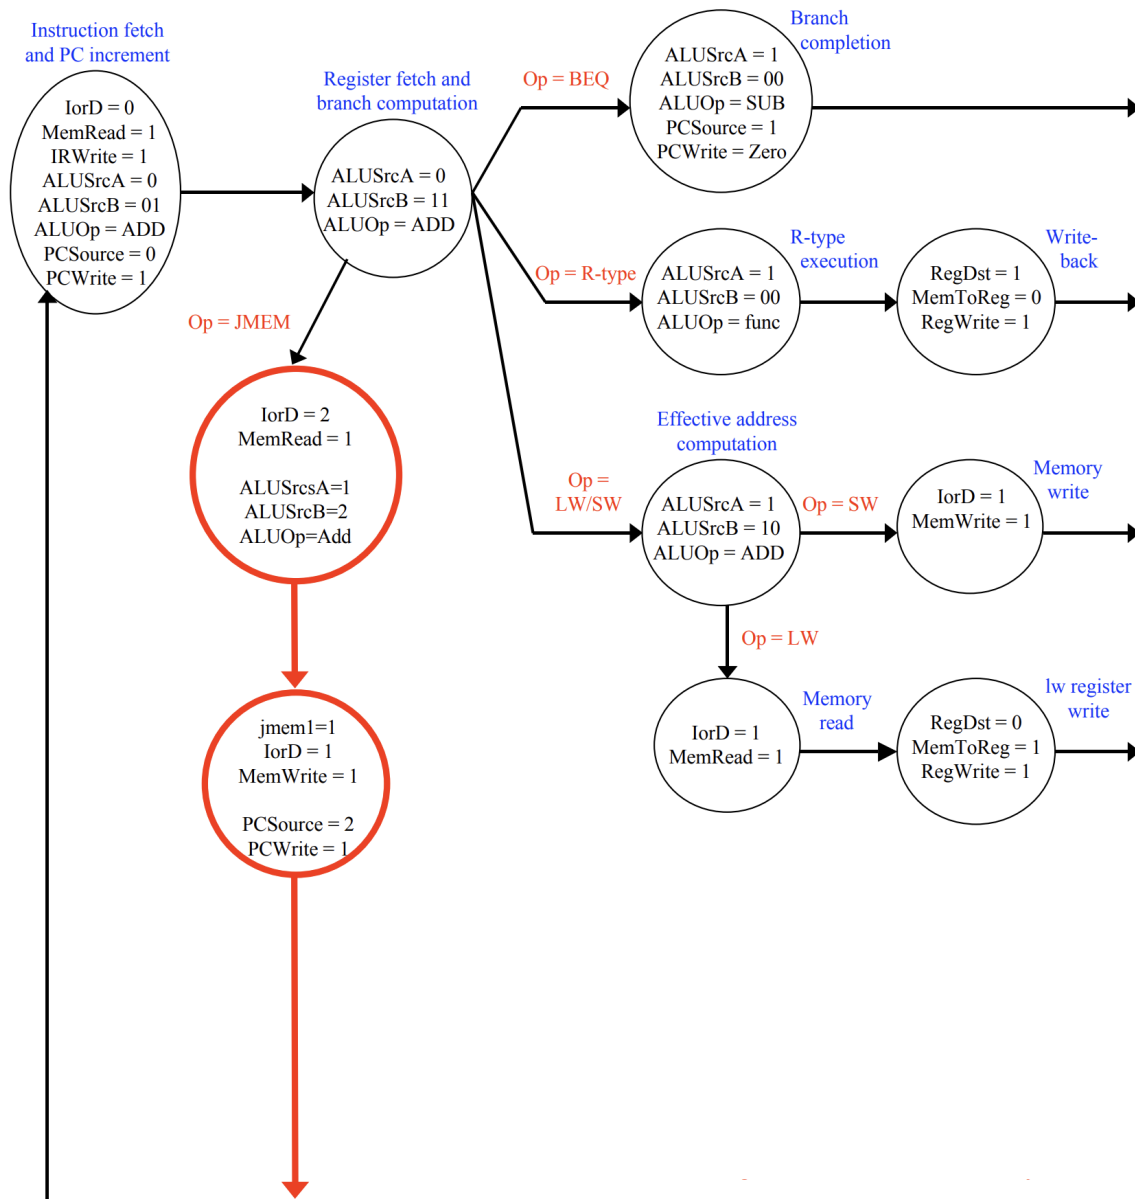 Instruction fetch
and PC increment
IorD = 0
MemRead = 1
IRWrite = 1
ALUSrcA = 0
ALUSrcB = 01
ALUOp = ADD
PCSource = 0
PCWrite = 1
Register fetch and
branch computation
ALUSrcA = 0
ALUSrcB = 11
ALUOp = ADD
Op = BEQ
Branch
completion
ALUSrcA = 1
ALUSrcB = 00
ALUOp = SUB
PCSource = 1
PCWrite = Zero
Op = R-type
R-type
execution
ALUSrcA = 1
ALUSrcB = 00
ALUOp = func
Write-
back
RegDst = 1
MemToReg = 0
RegWrite = 1
Op = JMEM
IorD = 2
MemRead = 1
ALUSrcsA=1
ALUSrcB=2
ALUOp=Add
jmem1=1
IorD = 1
MemWrite = 1
PCSource = 2
PCWrite = 1
Op =
LW/SW
Effective address
computation
ALUSrcA = 1
ALUSrcB = 10
ALUOp = ADD
Op = SW
Memory
write
IorD = 1
MemWrite = 1
Op = LW
IorD = 1
MemRead = 1
Memory
read
lw register
write
RegDst = 0
MemToReg = 1
RegWrite = 1